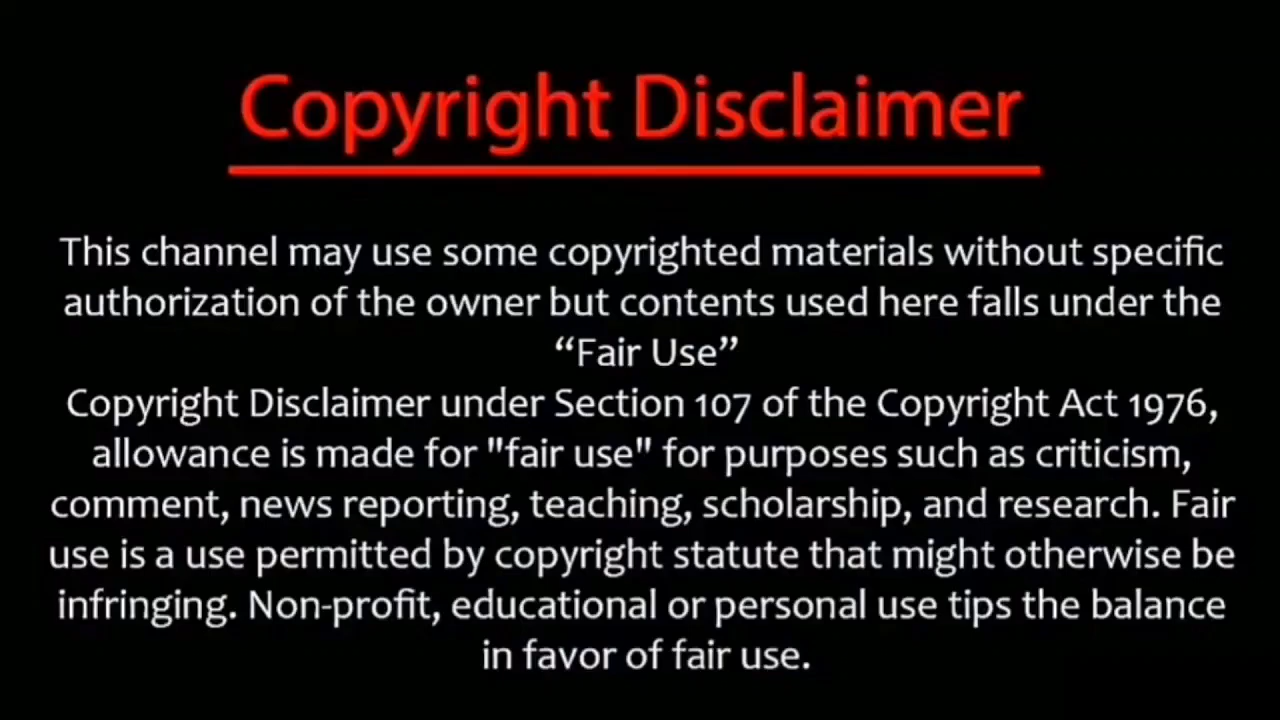 Copyright Disclaimer
This channel may use some copyrighted materials without specific
authorization of the owner but contents used here falls under the
“Fair Use”
Copyright Disclaimer under Section 107 of the Copyright Act 1976,
allowance is made for "fair use" for purposes such as criticism,
comment, news reporting, teaching, scholarship, and research. Fair
use is a use permitted by copyright statute that might otherwise be
infringing. Non-profit, educational or personal use tips the balance
in favor of fair use.